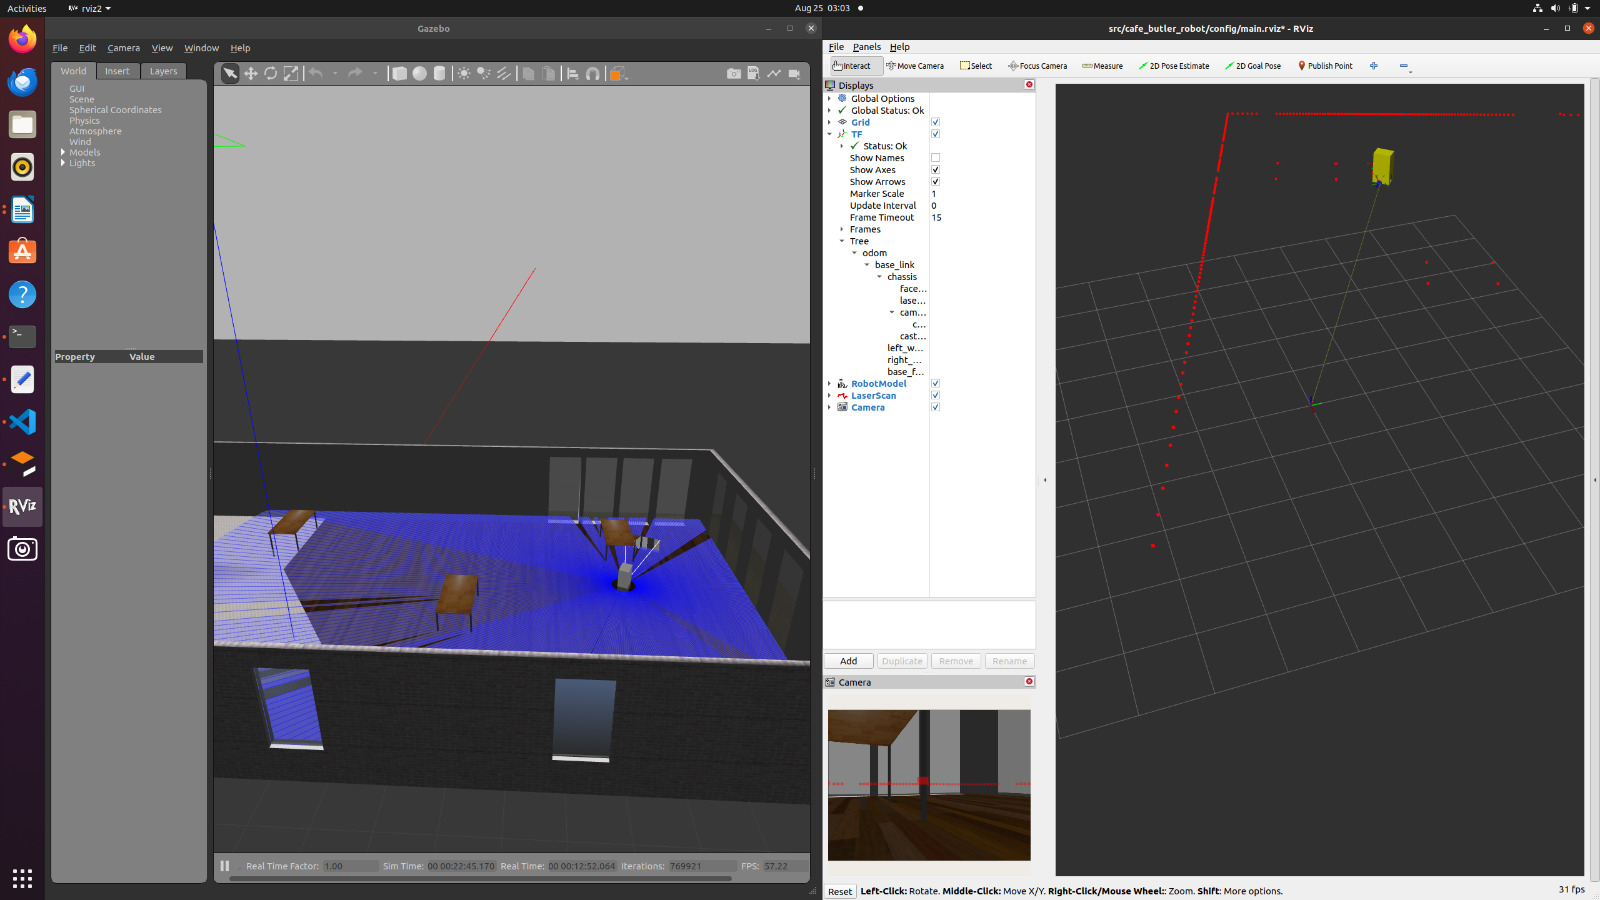 Activities
rviz2
Aug 25 03:03
Gazebo
File Edit Camera View Window Help
World Insert Layers
GUI
Scene
Spherical Coordinates
Physics
Atmosphere
Wind
Models
Lights
Property Value
Real Time Factor: 1.00 Sim Time: 00 00:22:45.170 Real Time: 00 00:12:52.064 Iterations: 769921 FPS: 57.22
src/cafe_butler_robot/config/main.rviz* - RViz
File Panels Help
Interact Move Camera Select Focus Camera Measure 2D Pose Estimate 2D Goal Pose Publish Point
Displays
Global Options
Global Status: Ok
Grid
TF
Status: Ok
Show Names
Show Axes
Show Arrows
Marker Scale 1
Update Interval 0
Frame Timeout 15
Frames
Tree
odom
base_link
chassis
face...
lase...
cam...
c...
cast...
left_w...
right_...
base_f...
RobotModel
LaserScan
Camera
Add Duplicate Remove Rename
Camera
Reset Left-Click: Rotate. Middle-Click: Move X/Y. Right-Click/Mouse Wheel:: Zoom. Shift: More options.
31 fps
RViz